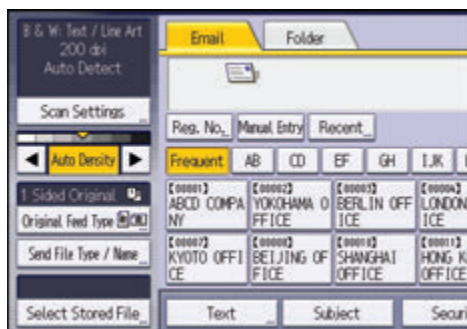 B & W: Text / Line Art
200 dpi
Auto Detect
Scan Settings
Auto Density
1 Sided Original
Original Feed Type
Send File Type / Name
Select Stored File
Email
Folder
Reg. No.
Manual Entry
Recent
Frequent
AB
CD
EF
GH
IJK
[00001]
ABCD COMPA
NY
[00002]
YOKOHAMA O
FFICE
[00003]
BERLIN OFF
ICE
[00004]
LONDON
ICE
[00007]
KYOTO OFFI
CE
BEIJING OF
FICE
SHANGHAI
OFFICE
[00011]
HONG K
OFFICE
Text
Subject
Securi